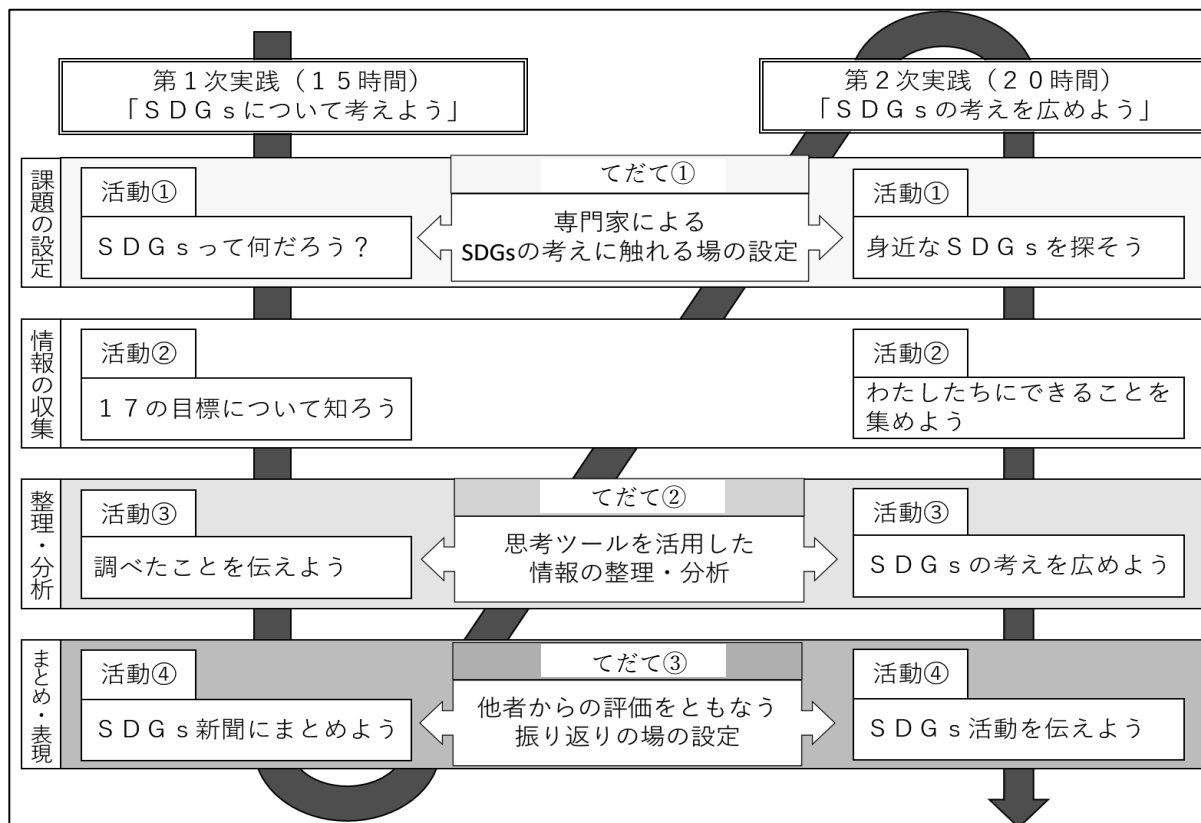 第１次実践（１５時間）
「ＳＤＧｓについて考えよう」
第２次実践（２０時間）
「ＳＤＧｓの考えを広めよう」
課題の設定
活動①
ＳＤＧｓって何だろう？
てだて①
専門家による
SDGsの考えに触れる場の設定
活動①
身近なＳＤＧｓを探そう
情報の収集
活動②
１７の目標について知ろう
活動②
わたしたちにできることを
集めよう
整理・分析
活動③
調べたことを伝えよう
てだて②
思考ツールを活用した
情報の整理・分析
活動③
ＳＤＧｓの考えを広めよう
まとめ・表現
活動④
ＳＤＧｓ新聞にまとめよう
てだて③
他者からの評価をともなう
振り返りの場の設定
活動④
ＳＤＧｓ活動を伝えよう